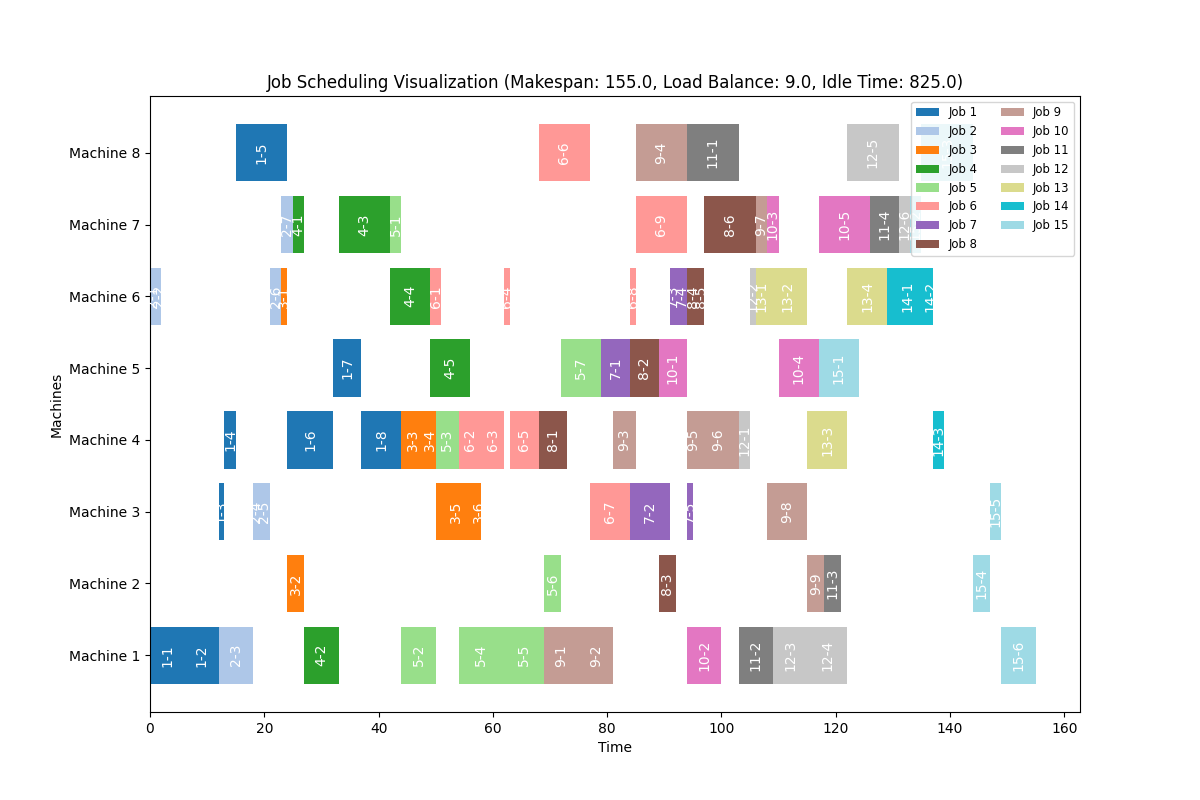 Job Scheduling Visualization (Makespan: 155.0, Load Balance: 9.0, Idle Time: 825.0)
Job 1 Job 9
Job 2 Job 10
Job 3 Job 11
Job 4 Job 12
Job 5 Job 13
Job 6 Job 14
Job 7 Job 15
Job 8
Machine 8 1-5 6-6 9-4 11-1 12-5
Machine 7 2-7 4-1 4-3 5-1 6-9 8-6 9-7 10-3 10-5 11-4 12-6
Machine 6 2-2 2-6 3-1 4-4 6-1 6-4 6-8 7-3 7-4 8-4 8-5 12-2 13-1 13-2 13-4 14-1 14-2
Machine 5 1-7 4-5 5-7 7-1 8-2 10-1 10-4 15-1
Machine 4 1-4 1-6 1-8 3-3 3-4 5-3 6-2 6-3 6-5 8-1 9-3 9-5 9-6 12-1 13-3 14-3
Machine 3 1-3 2-4 2-5 3-5 3-6 6-7 7-2 7-5 9-8 15-5
Machine 2 3-2 5-6 8-3 9-9 11-3 15-4
Machine 1 1-1 1-2 2-3 4-2 5-2 5-4 5-5 9-1 9-2 10-2 11-2 12-3 12-4 15-6
Machines
0 20 40 60 80 100 120 140 160
Time